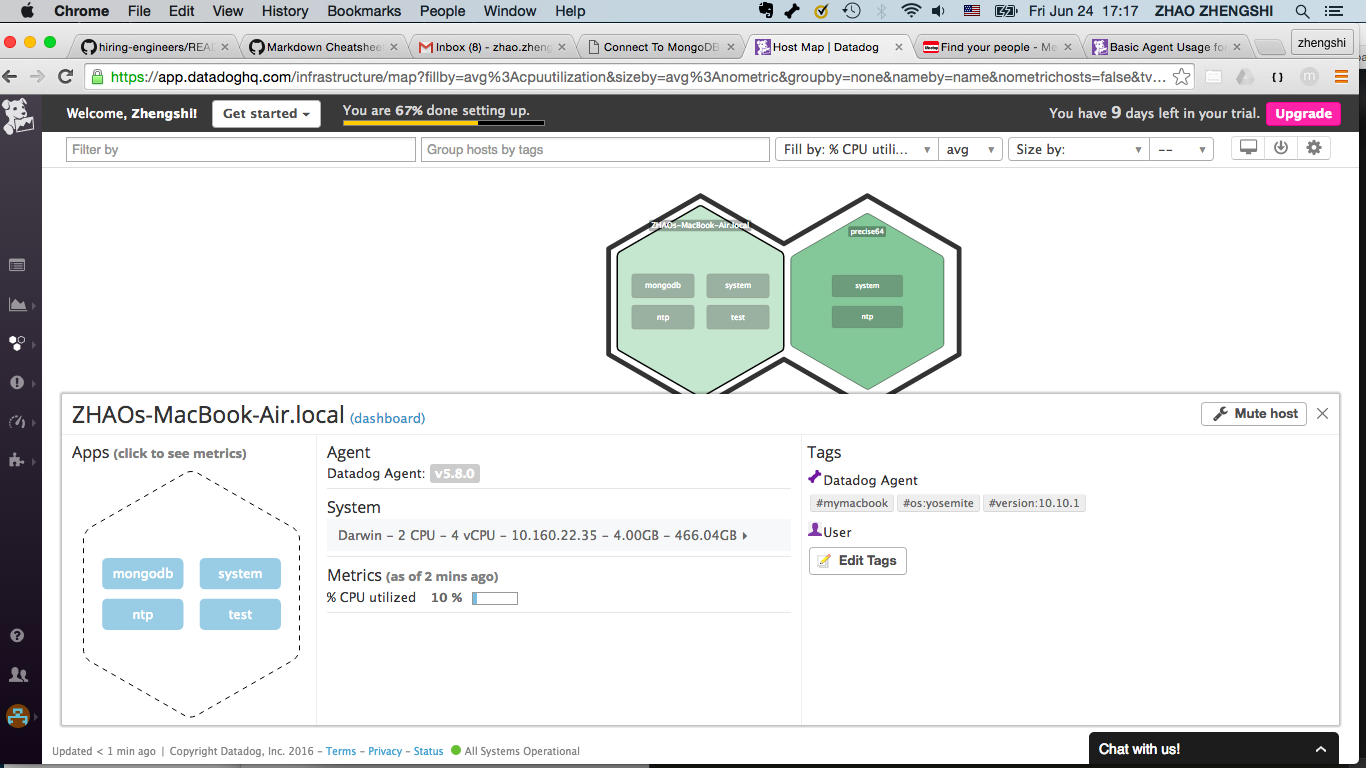 Chrome File Edit View History Bookmarks People Window Help Fri Jun 24 17:17 ZHAO ZHENGSHI
hiring-engineers/REA Markdown Cheatshee Inbox (8) - zhao.zheng Connect To MongoDB Host Map | Datadog Find your people - Me Basic Agent Usage for zhengshi
https://app.datadoghq.com/infrastructure/map?fillby=avg%3Acpuutilization&sizeby=avg%3Anometric&groupby=none&nameby=name&nometrichosts=false&tv...
Welcome, Zhengshi! Get started You are 67% done setting up. You have 9 days left in your trial. Upgrade
Filter by Group hosts by tags Fill by: % CPU utili... avg Size by: --
ZHAOs-MacBook-Air.local precise64
mongodb system system
ntp test ntp
ZHAOs-MacBook-Air.local (dashboard) Mute host
Apps (click to see metrics)
mongodb system
ntp test
Agent
Datadog Agent: v5.8.0
System
Darwin - 2 CPU - 4 vCPU - 10.160.22.35 - 4.00GB - 466.04GB
Metrics (as of 2 mins ago)
% CPU utilized 10 %
Tags
Datadog Agent
#mymacbook #os:yosemite #version:10.10.1
User
Edit Tags
Updated < 1 min ago | Copyright Datadog, Inc. 2016 - Terms - Privacy - Status All Systems Operational
Chat with us!